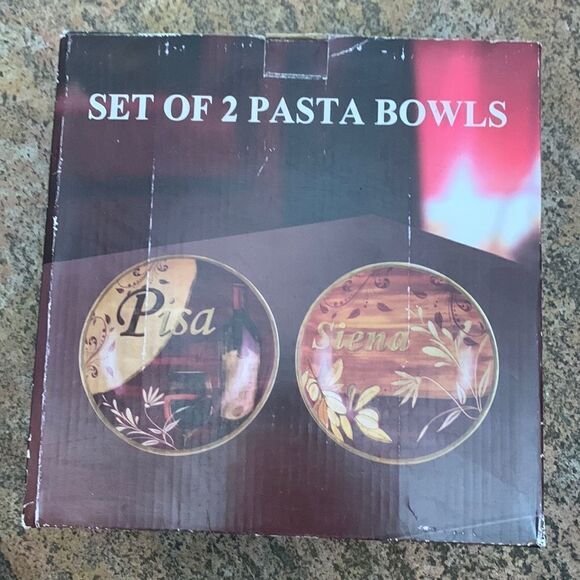 SET OF 2 PASTA BOWLS
Pisa
Siena